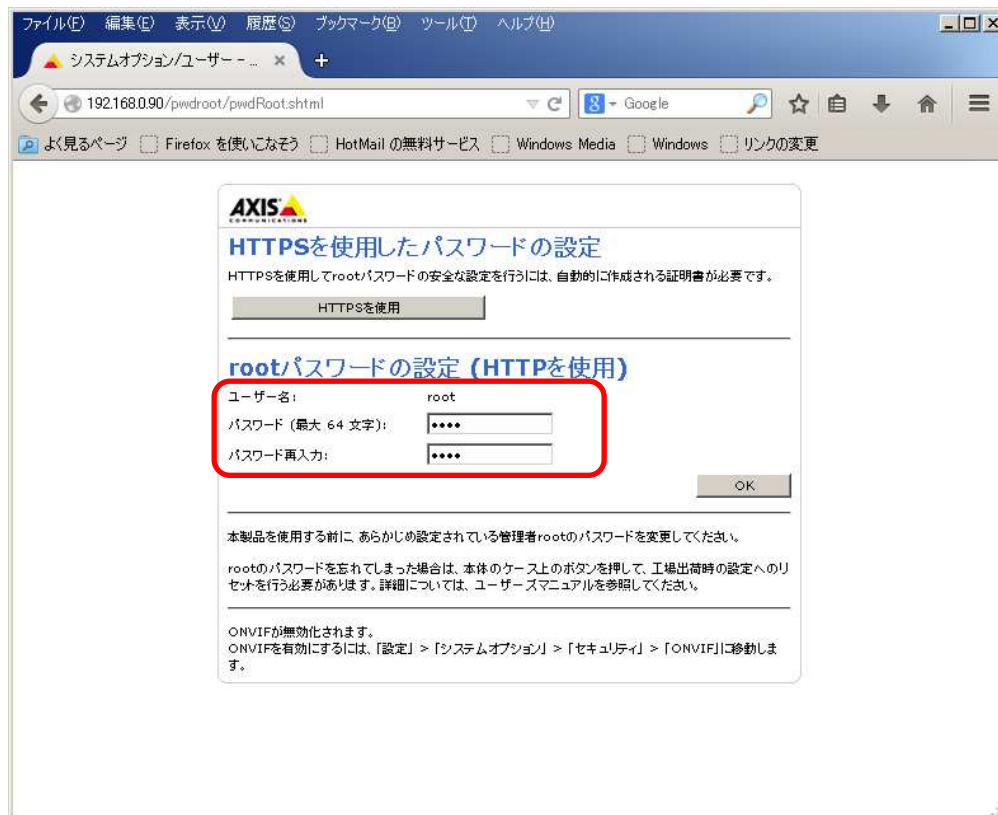 ファイル(F) 編集(E) 表示(V) 履歴(S) ブックマーク(B) ツール(T) ヘルプ(H)
システムオプション/ユーザー - ...
192.168.0.90/pwdroot/pwdRoot.shtml
Google
よく見るページ Firefox を使いこなそう HotMail の無料サービス Windows Media Windows リンクの変更
AXIS
COMMUNICATIONS
HTTPSを使用したパスワードの設定
HTTPSを使用してrootパスワードの安全な設定を行うには、自動的に作成される証明書が必要です。
HTTPSを使用
rootパスワードの設定 (HTTPを使用)
ユーザー名: root
パスワード (最大 64 文字): ••••
パスワード再入力: ••••
OK
本製品を使用する前に、あらかじめ設定されている管理者rootのパスワードを変更してください。
rootのパスワードを忘れてしまった場合は、本体のケース上のボタンを押して、工場出荷時の設定へのリ
セットを行う必要があります。詳細については、ユーザーズマニュアルを参照してください。
ONVIFが無効化されます。
ONVIFを有効にするには、「設定」 > 「システムオプション」 > 「セキュリティ」 > 「ONVIF」に移動しま
す。